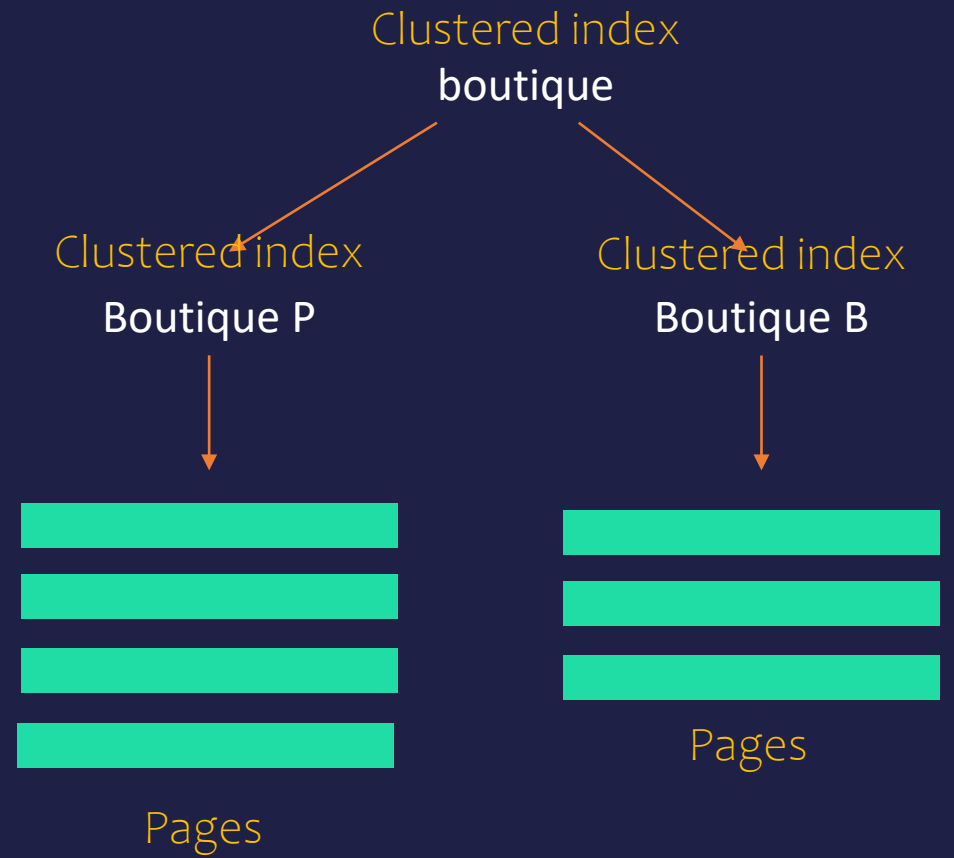 Clustered index
boutique
Clustered index
Boutique P
Clustered index
Boutique B
Pages
Pages